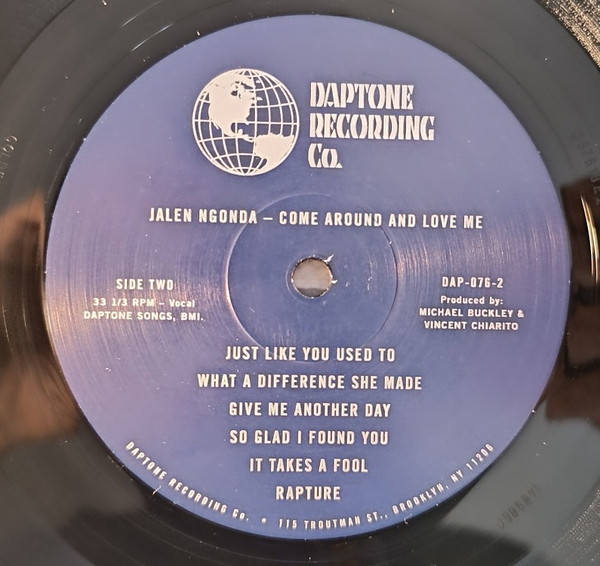 DAPTONE
RECORDING
Co.
JALEN NGONDA – COME AROUND AND LOVE ME
SIDE TWO
33 1/3 RPM – Vocal
DAPTONE SONGS, BMI.
DAP-076-2
Produced by:
MICHAEL BUCKLEY &
VINCENT CHIARITO
JUST LIKE YOU USED TO
WHAT A DIFFERENCE SHE MADE
GIVE ME ANOTHER DAY
SO GLAD I FOUND YOU
IT TAKES A FOOL
RAPTURE
DAPTONE RECORDING Co. • 115 TROUTMAN ST., BROOKLYN, NY 11206